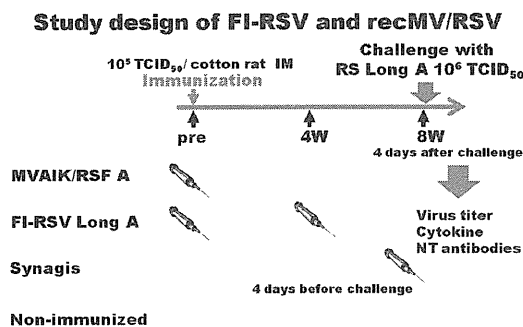 Study design of FI-RSV and recMV/RSV
Challenge with
RS Long A 10⁶ TCID₅₀
10⁵ TCID₅₀/ cotton rat IM
Immunization
pre
4W
8W
4 days after challenge
MVAIK/RSF A
FI-RSV Long A
Virus titer
Cytokine
NT antibodies
Synagis
4 days before challenge
Non-immunized